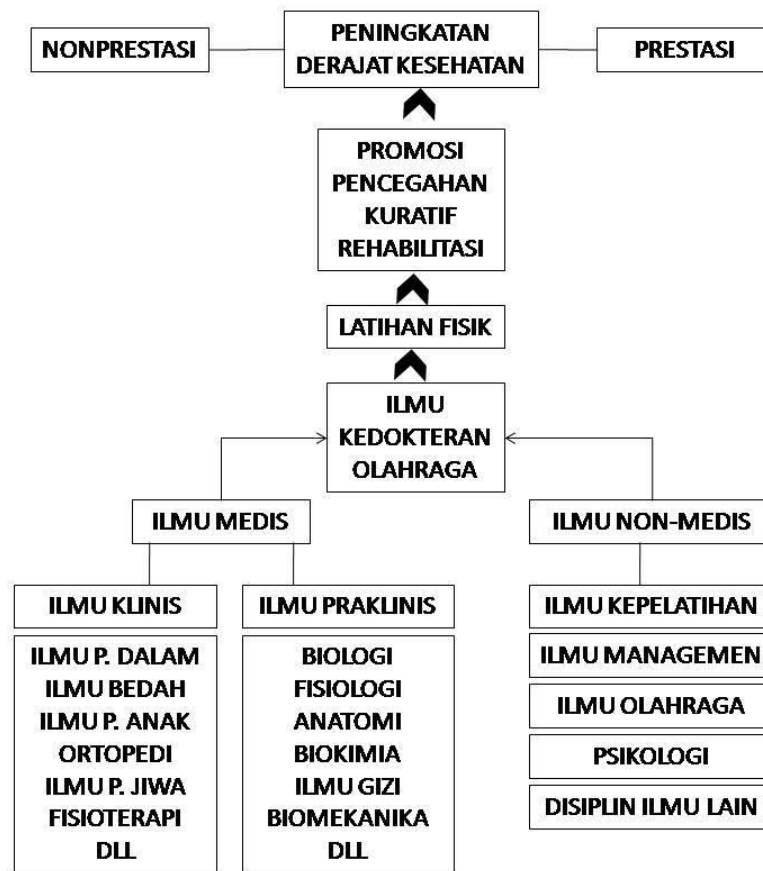 NONPRESTASI
PENINGKATAN
DERAJAT KESEHATAN
PRESTASI
PROMOSI
PENCEGAHAN
KURATIF
REHABILITASI
LATIHAN FISIK
ILMU
KEDOKTERAN
OLAHRAGA
ILMU MEDIS
ILMU NON-MEDIS
ILMU KLINIS
ILMU P. DALAM
ILMU BEDAH
ILMU P. ANAK
ORTOPEDI
ILMU P. JIWA
FISIOTERAPI
DLL
ILMU PRAKLINIS
BIOLOGI
FISIOLOGI
ANATOMI
BIOKIMIA
ILMU GIZI
BIOMEKANIKA
DLL
ILMU KEPELATIHAN
ILMU MANAGEMEN
ILMU OLAHRAGA
PSIKOLOGI
DISIPLIN ILMU LAIN